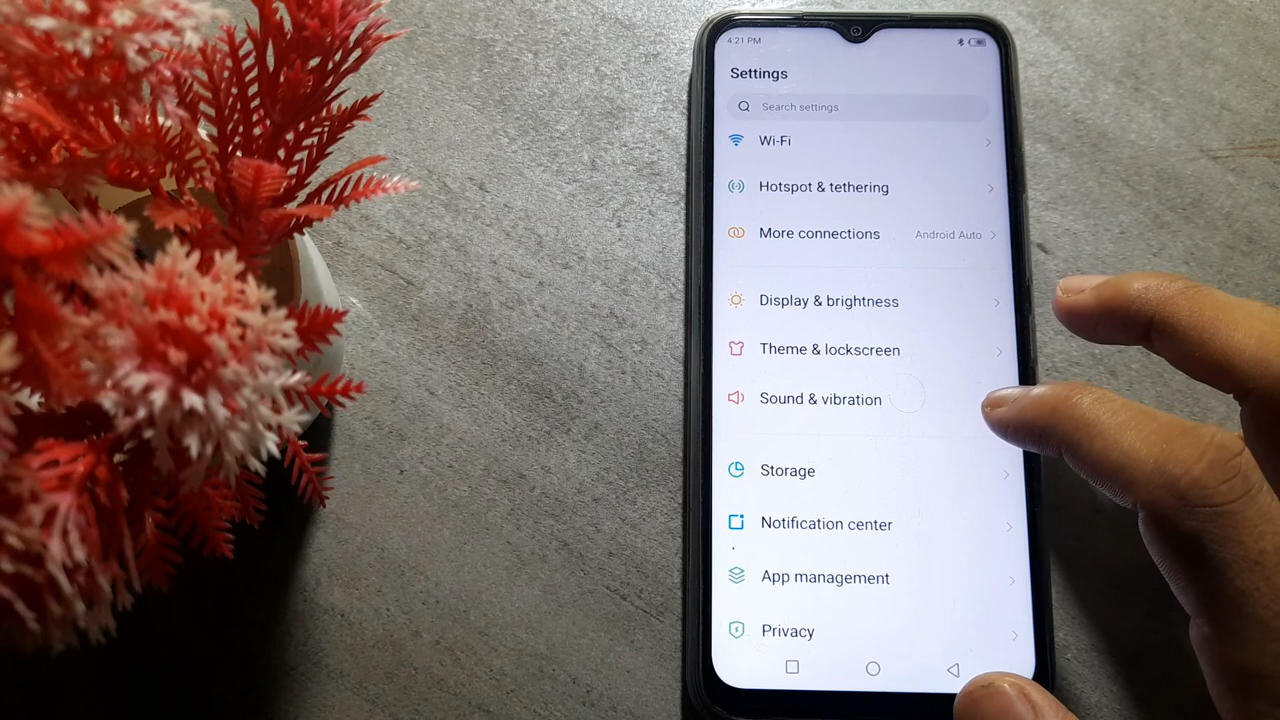 4:21 PM
Settings
Search settings
Wi-Fi
Hotspot & tethering
More connections Android Auto
Display & brightness
Theme & lockscreen
Sound & vibration
Storage
Notification center
App management
Privacy